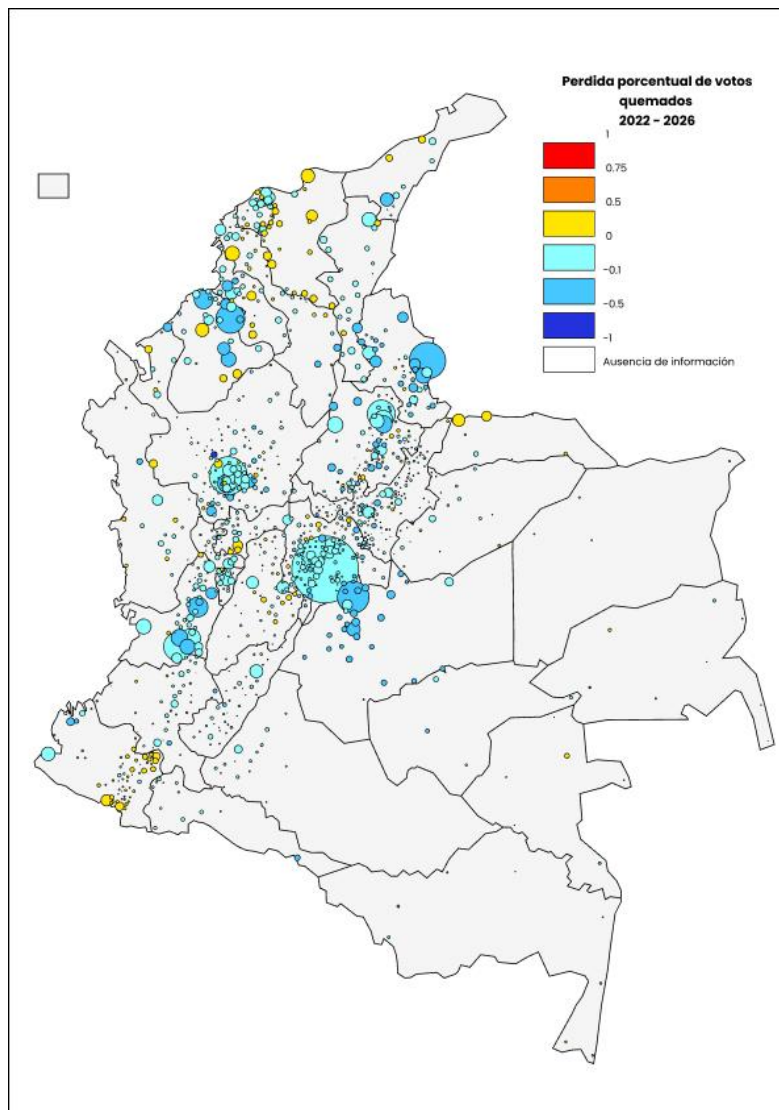 Perdida porcentual de votos
quemados
2022 - 2026
1
0.75
0.5
0
-0.1
-0.5
-1
Ausencia de información